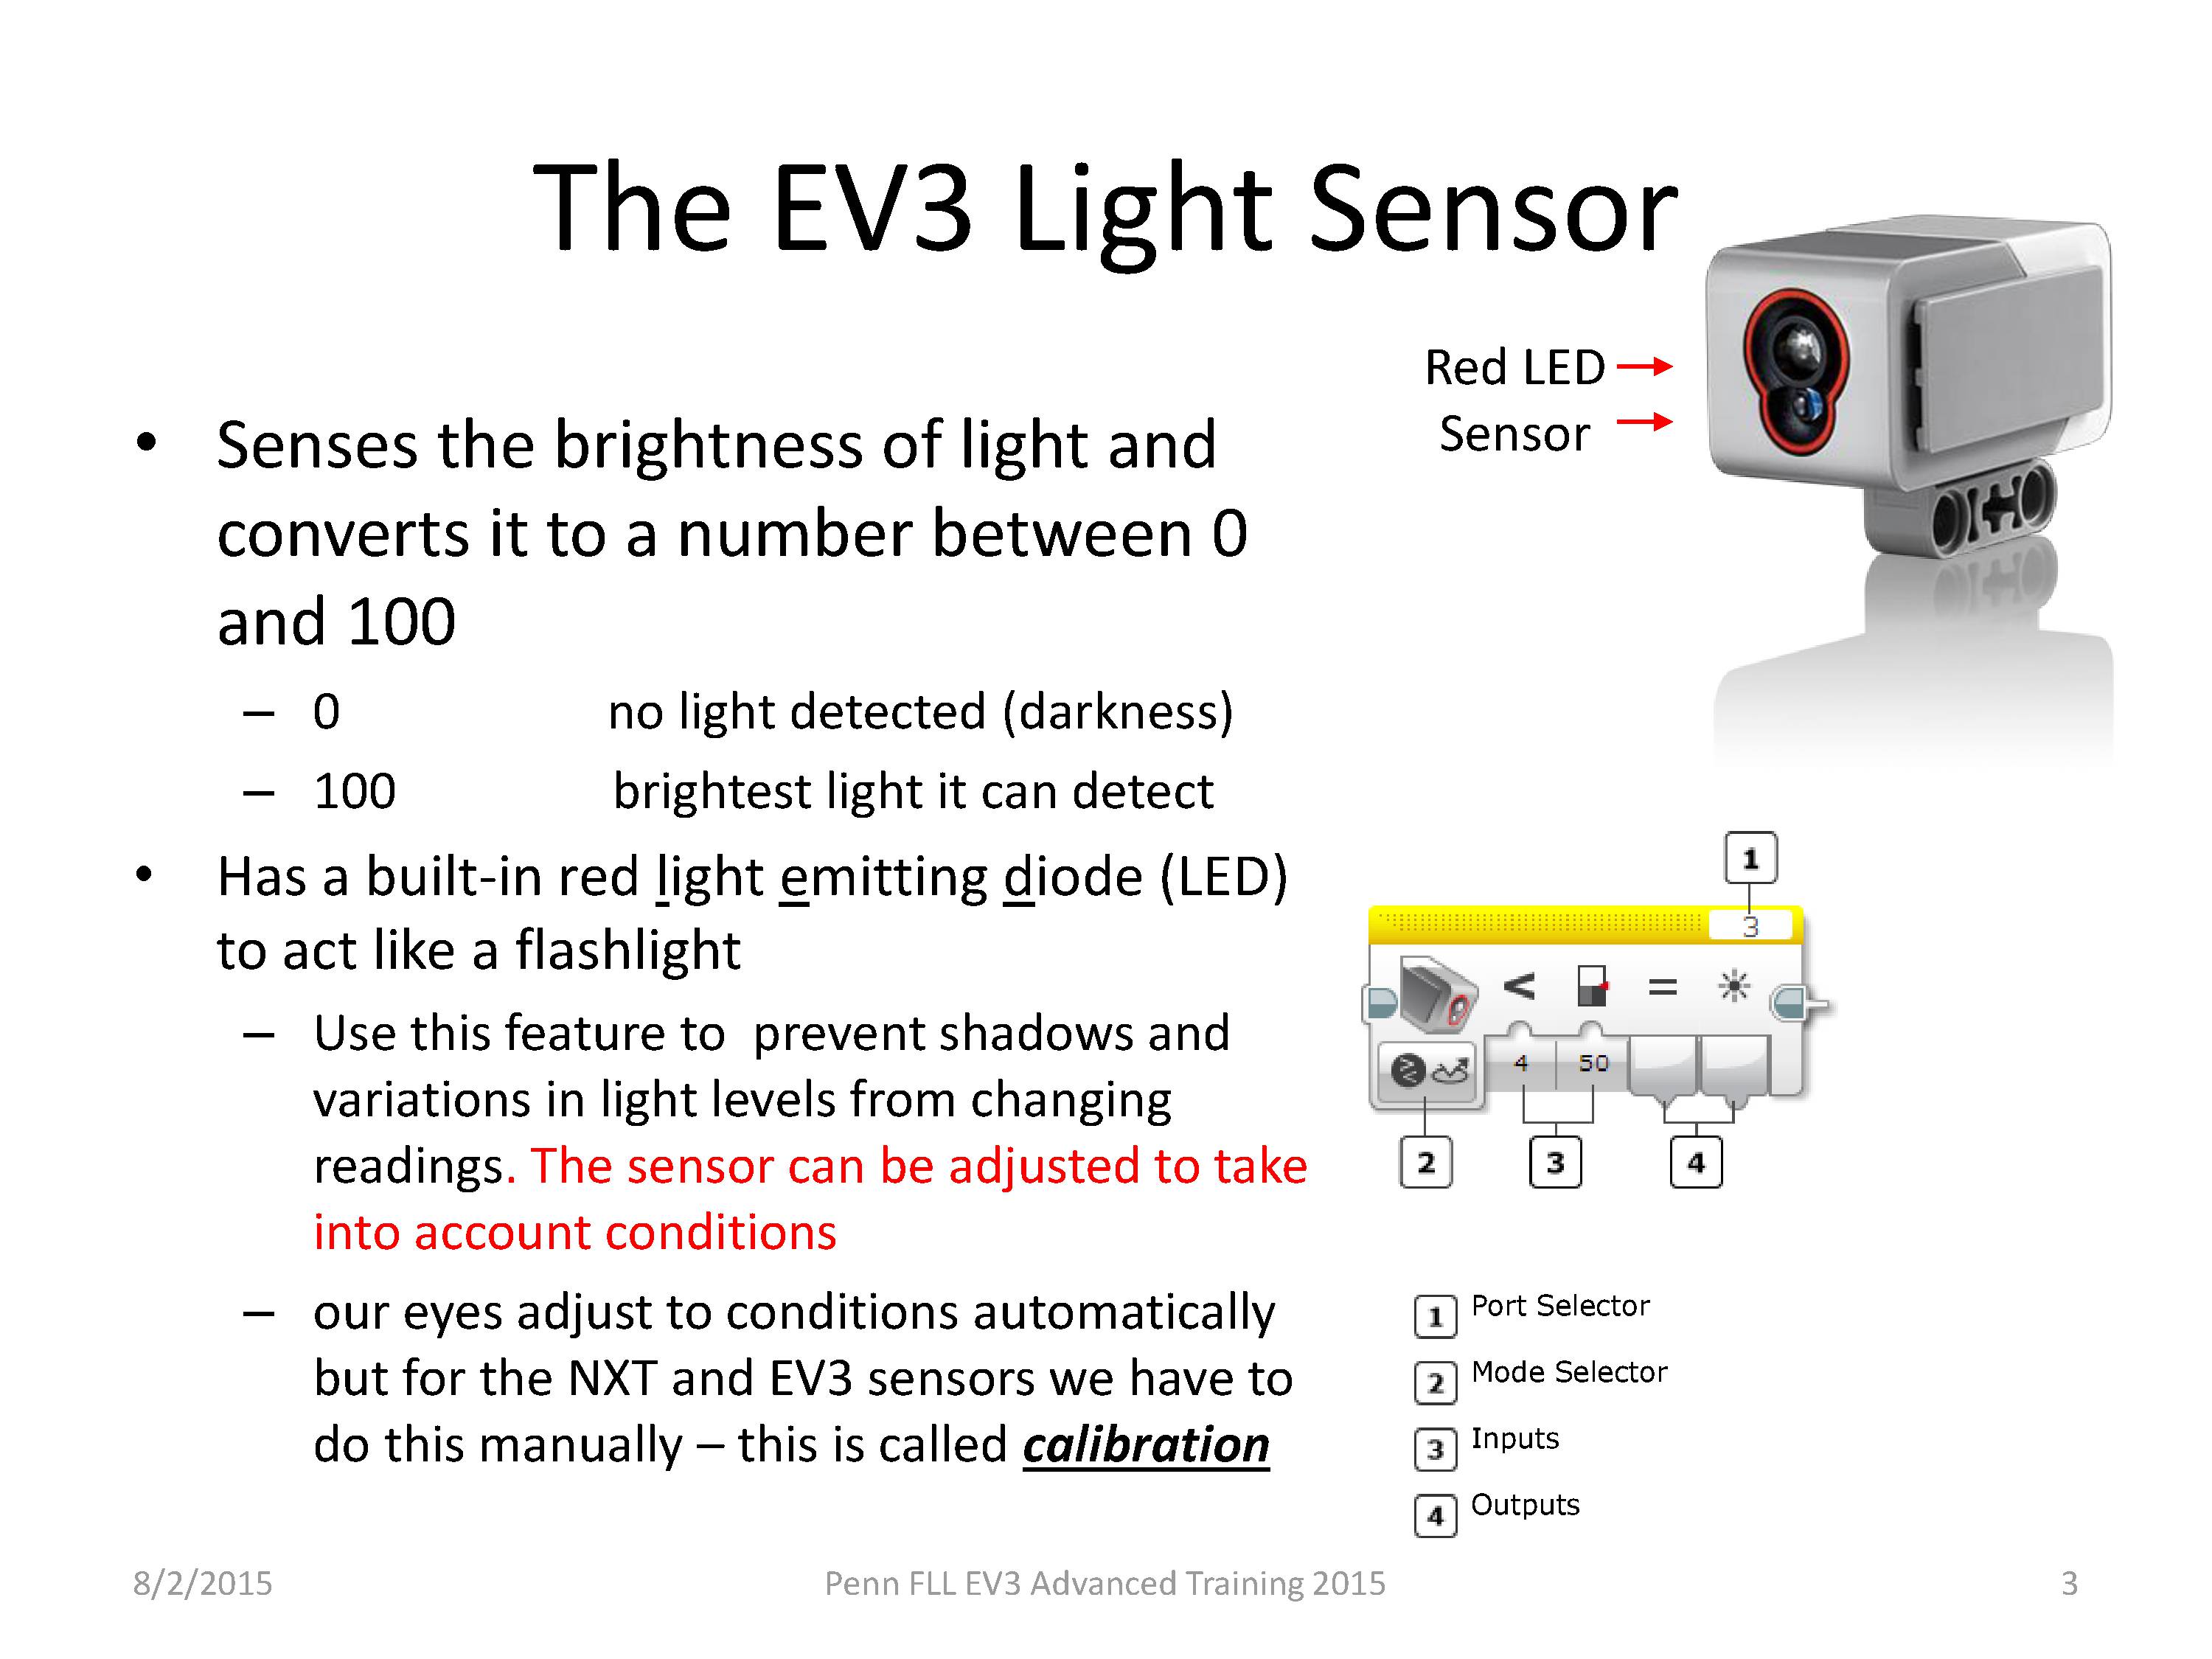 The EV3 Light Sensor
Red LED
Sensor
• Senses the brightness of light and
converts it to a number between 0
and 100
– 0 no light detected (darkness)
– 100 brightest light it can detect
• Has a built-in red light emitting diode (LED)
to act like a flashlight
– Use this feature to prevent shadows and
variations in light levels from changing
readings. The sensor can be adjusted to take
into account conditions
– our eyes adjust to conditions automatically
but for the NXT and EV3 sensors we have to
do this manually – this is called calibration
1
3
< =
4 50
2 3 4
1 Port Selector
2 Mode Selector
3 Inputs
4 Outputs
8/2/2015 Penn FLL EV3 Advanced Training 2015 3